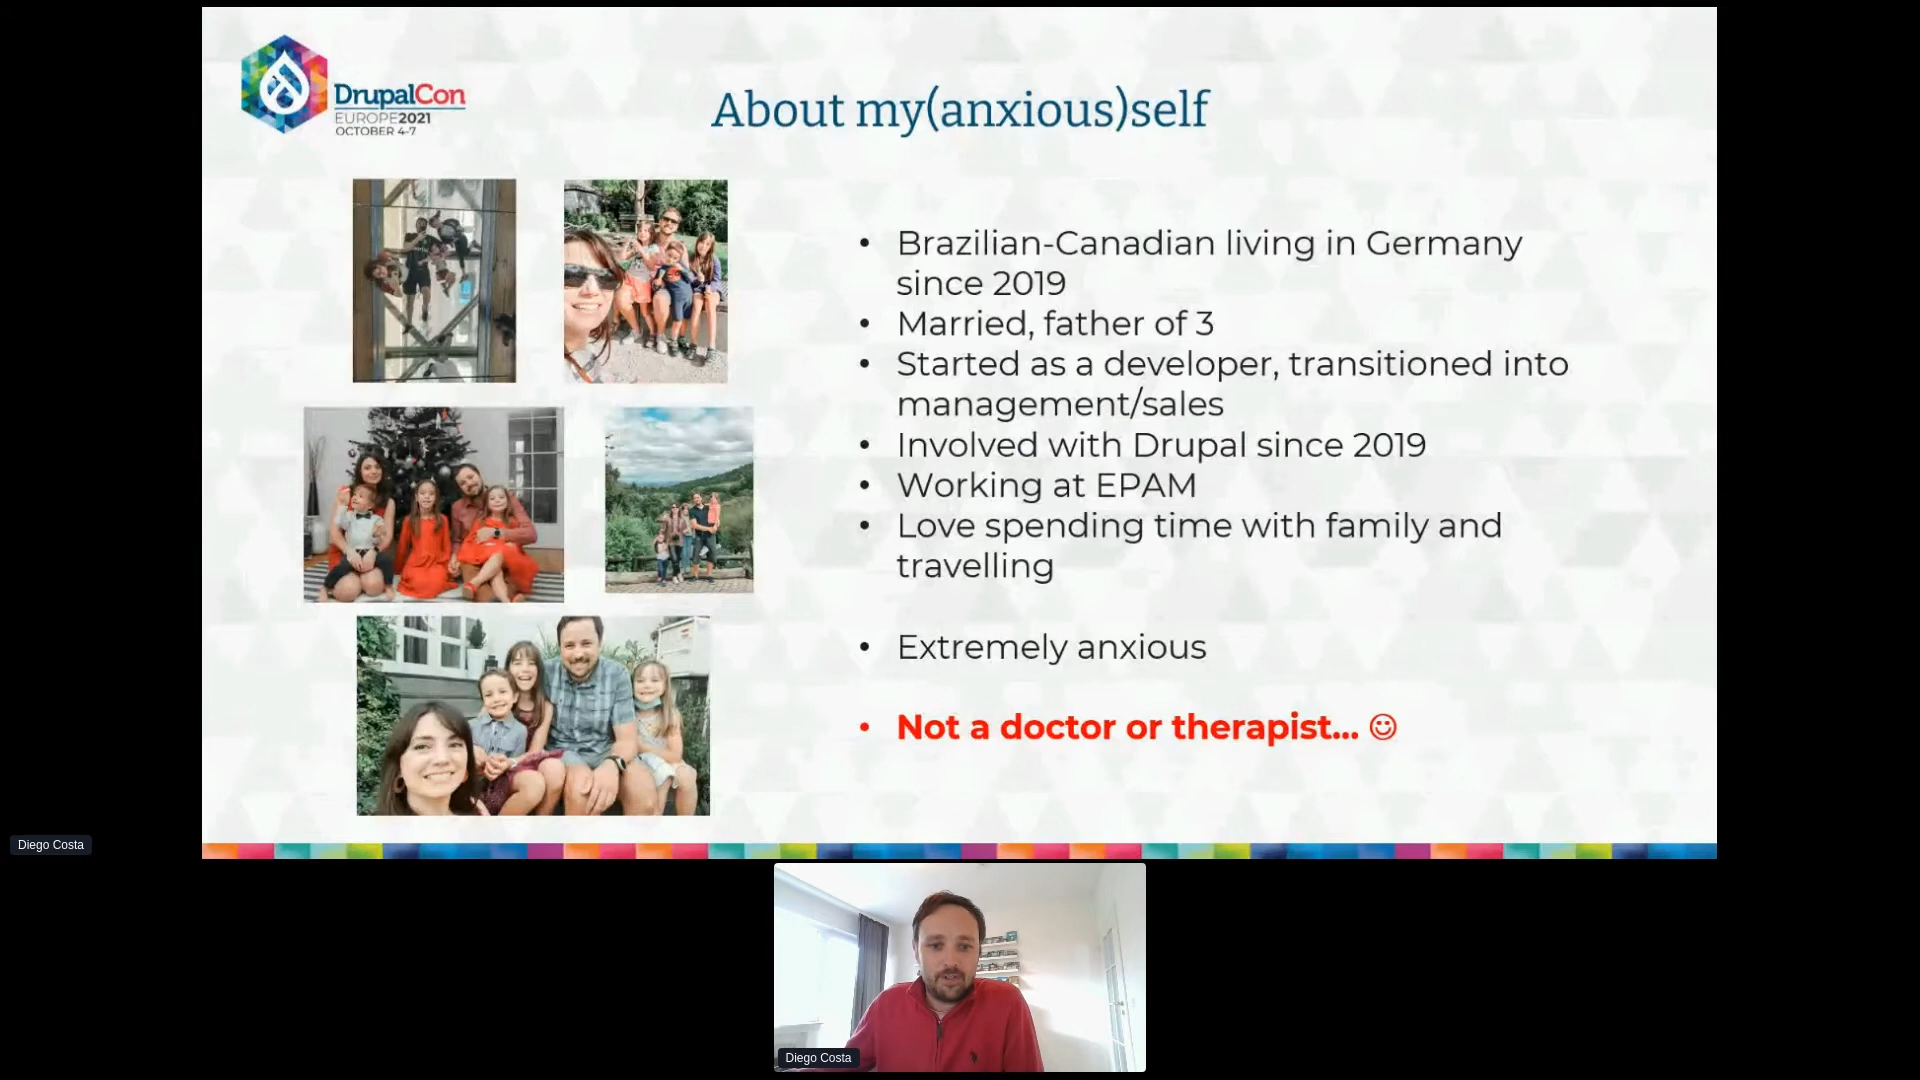 DrupalCon
EUROPE2021
OCTOBER 4-7
About my(anxious)self
• Brazilian-Canadian living in Germany
since 2019
• Married, father of 3
• Started as a developer, transitioned into
management/sales
• Involved with Drupal since 2019
• Working at EPAM
• Love spending time with family and
travelling
• Extremely anxious
• Not a doctor or therapist... ☺
Diego Costa
Diego Costa